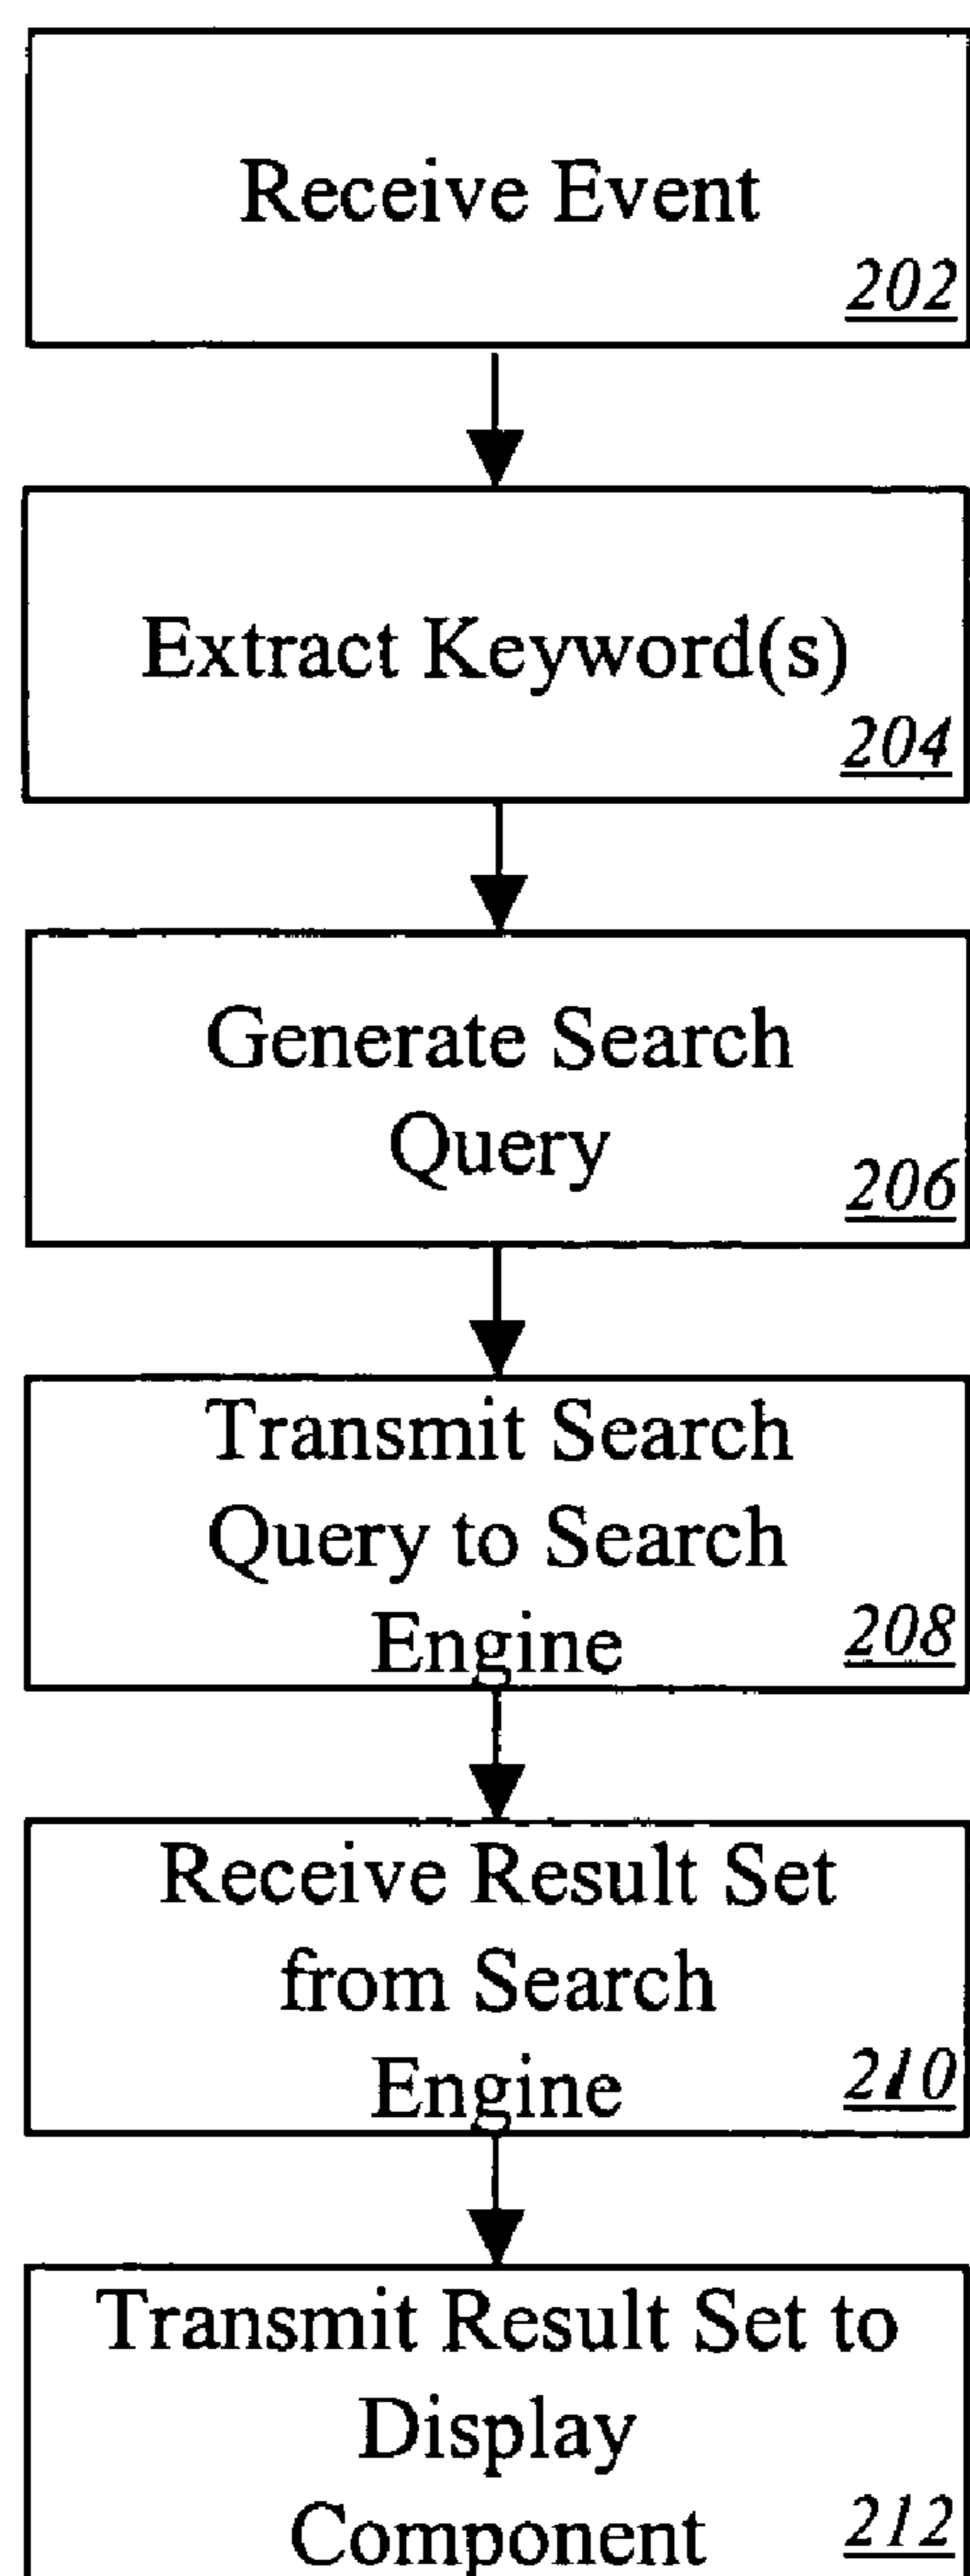 Receive Event
202
Extract Keyword(s)
204
Generate Search
Query
206
Transmit Search
Query to Search
Engine
208
Receive Result Set
from Search
Engine
210
Transmit Result Set to
Display
Component
212